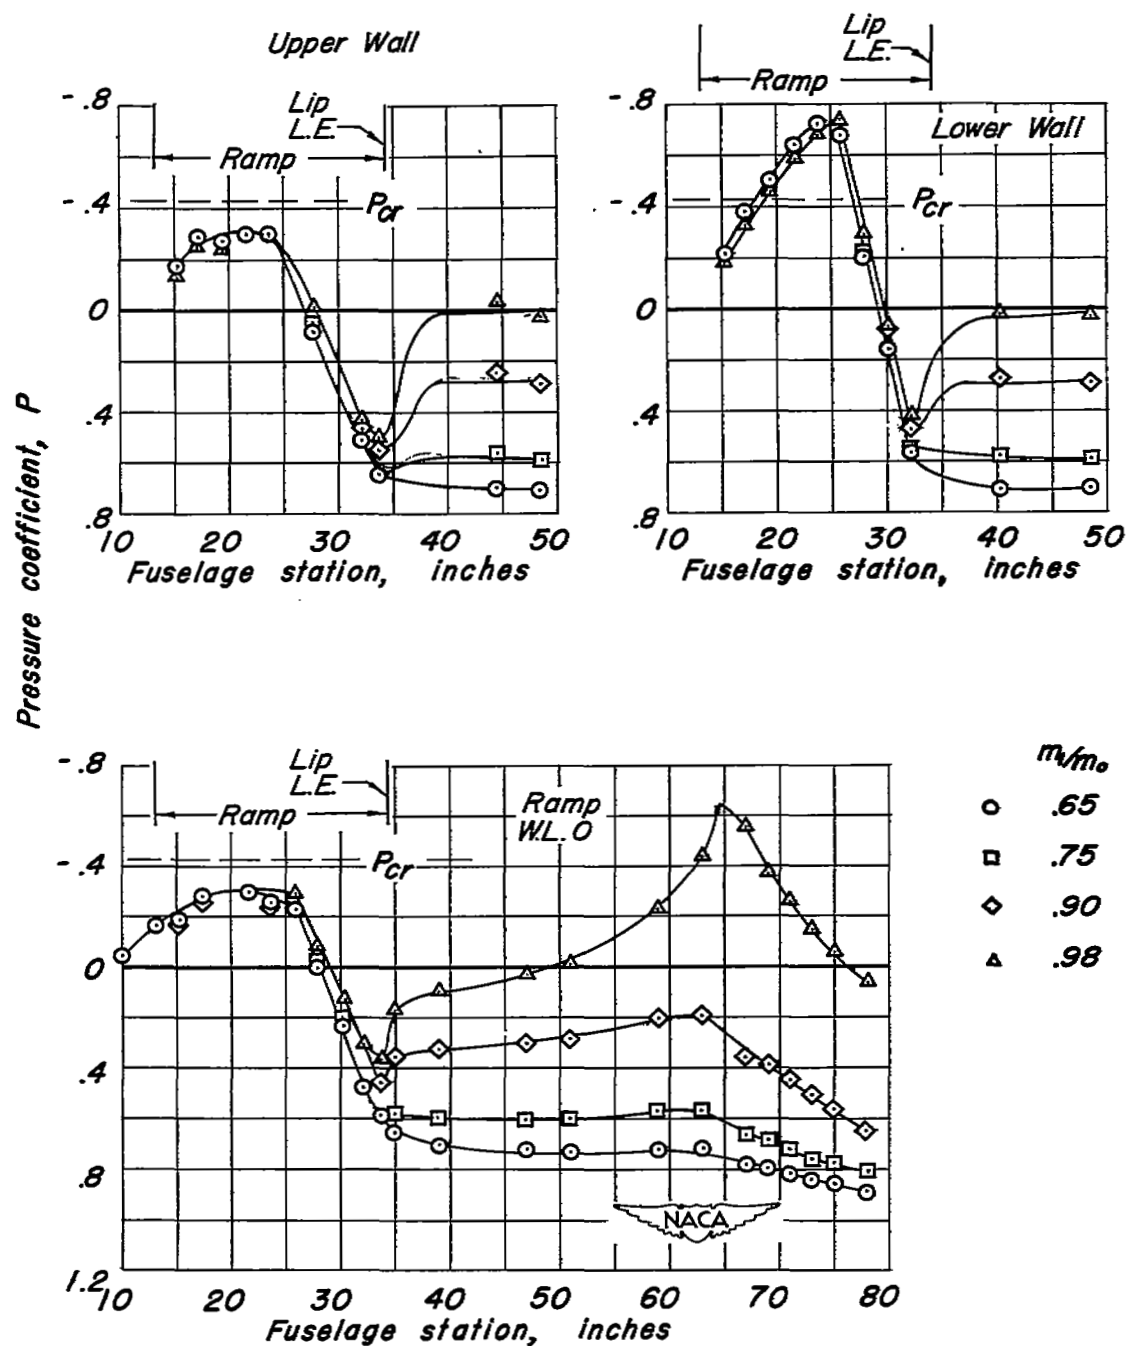 Upper Wall
Lip
L.E.
Ramp
Pcr
-.8
-.4
0
.4
.8
10 20 30 40 50
Fuselage station, inches
Lip
L.E.
Ramp
Lower Wall
Pcr
-.8
-.4
0
.4
.8
10 20 30 40 50
Fuselage station, inches
Pressure coefficient, P
Lip
L.E.
Ramp
Ramp
W.L.O
Pcr
-.8
-.4
0
.4
.8
1.2
NACA
10 20 30 40 50 60 70 80
Fuselage station, inches
m₁/m₀
.65
.75
.90
.98